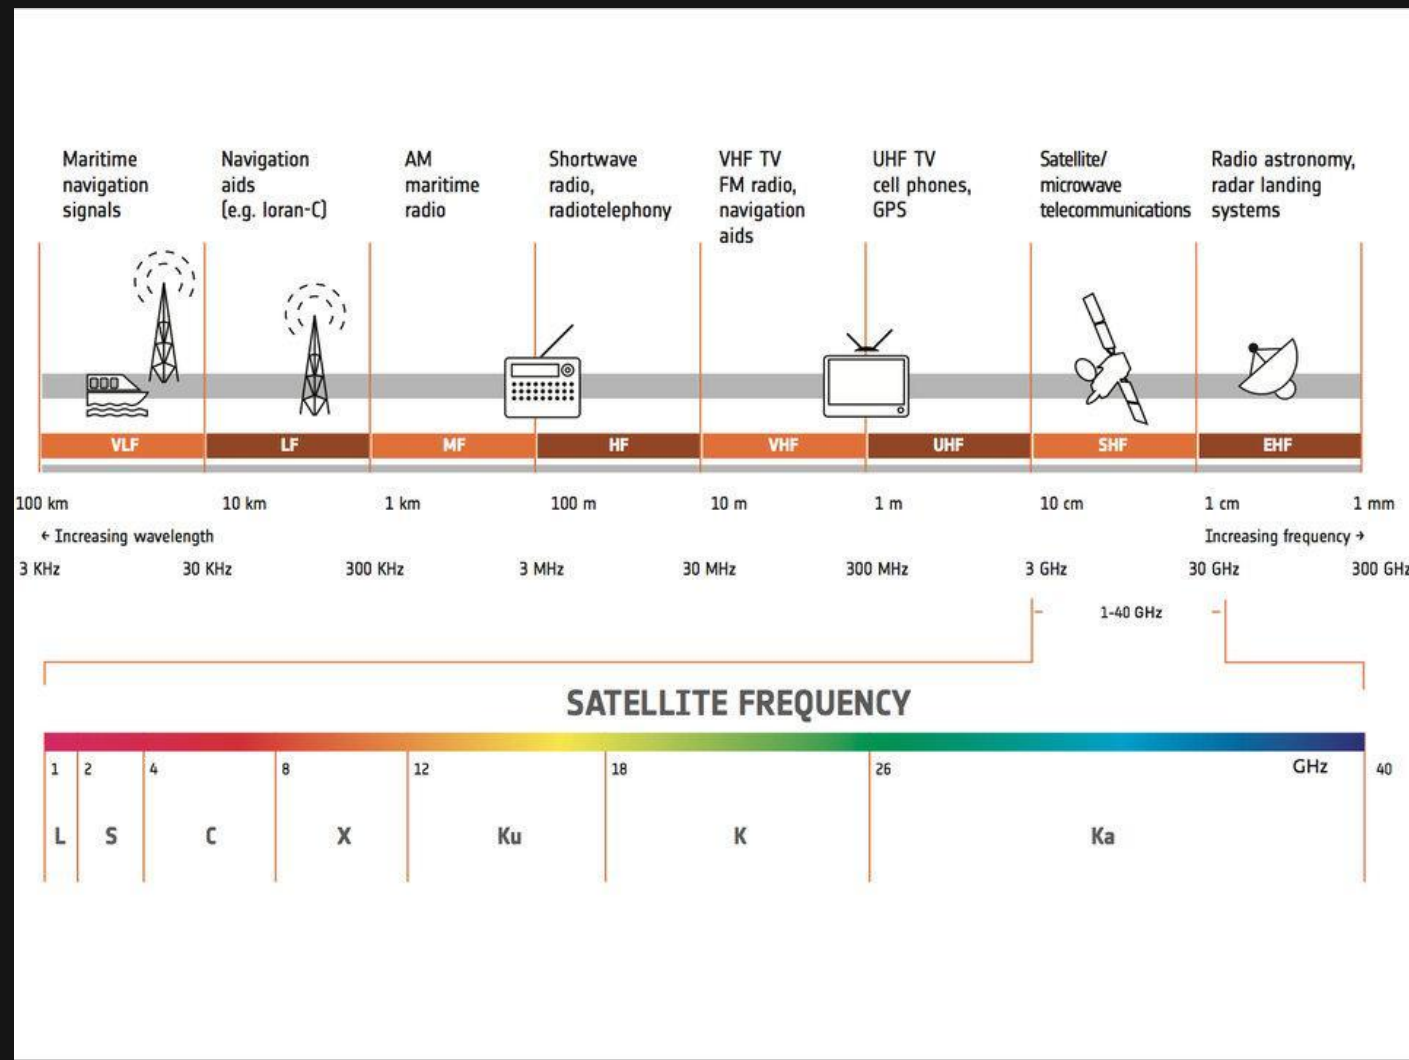 Maritime
navigation
signals
Navigation
aids
(e.g. loran-C)
AM
maritime
radio
Shortwave
radio,
radiotelephony
VHF TV
FM radio,
navigation
aids
UHF TV
cell phones,
GPS
Satellite/
microwave
telecommunications
Radio astronomy,
radar landing
systems
VLF LF MF HF VHF UHF SHF EHF
100 km 10 km 1 km 100 m 10 m 1 m 10 cm 1 cm 1 mm
← Increasing wavelength Increasing frequency →
3 KHz 30 KHz 300 KHz 3 MHz 30 MHz 300 MHz 3 GHz 30 GHz 300 GHz
1-40 GHz
SATELLITE FREQUENCY
1 2 4 8 12 18 26 GHz 40
L S C X Ku K Ka